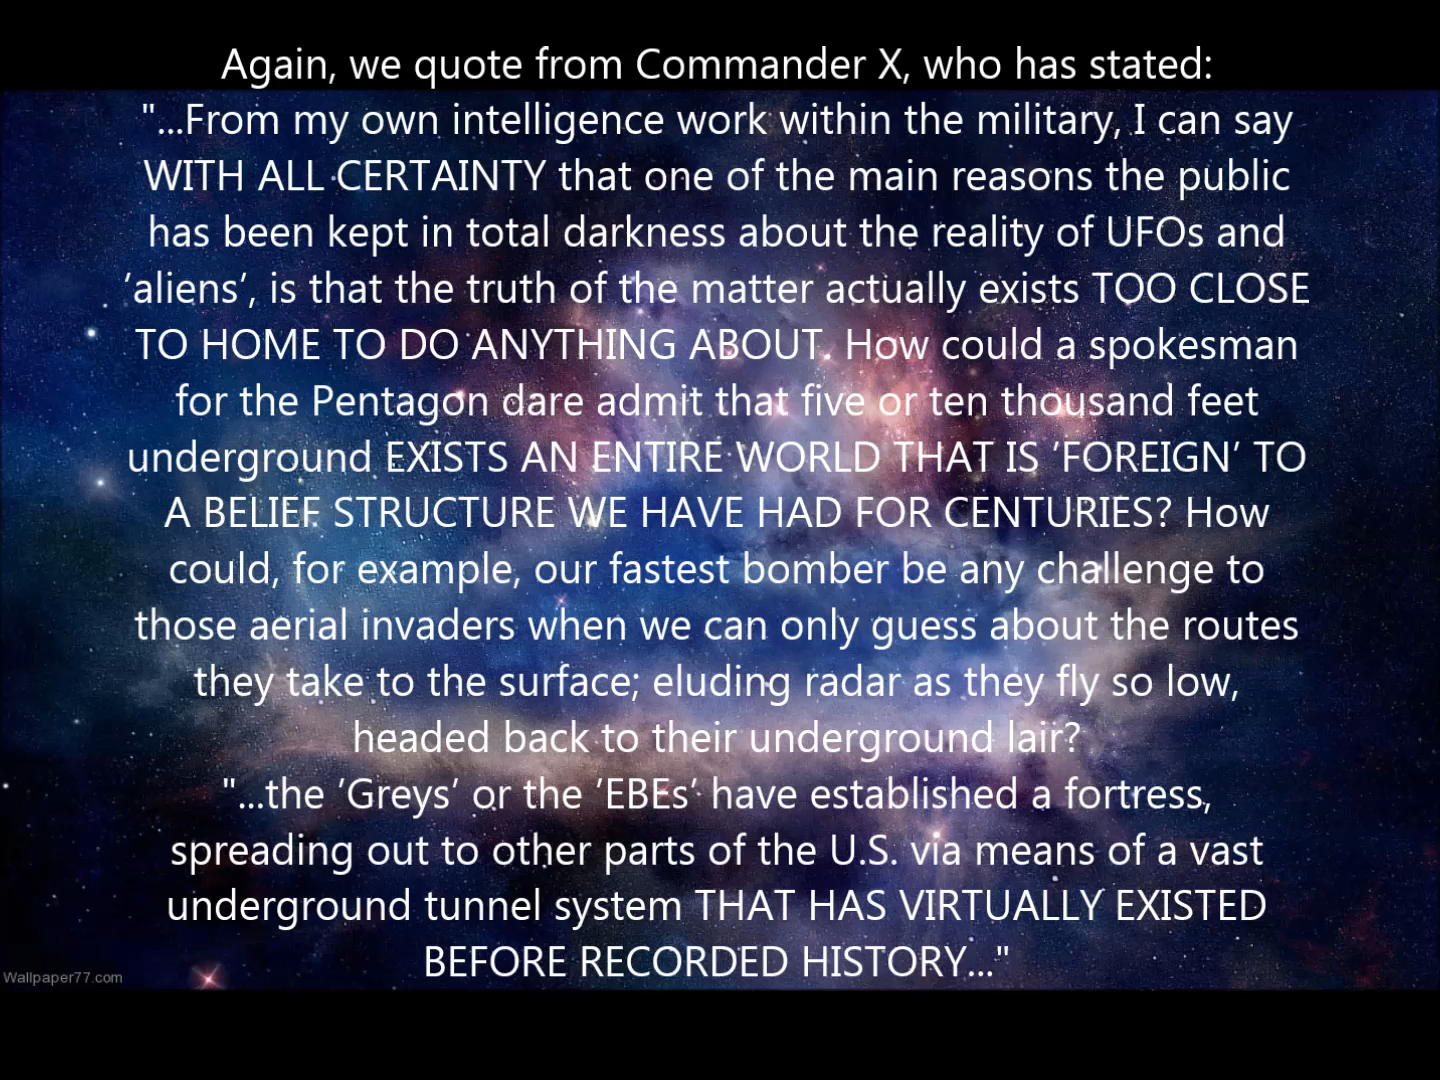 Again, we quote from Commander X, who has stated:
"...From my own intelligence work within the military, I can say
WITH ALL CERTAINTY that one of the main reasons the public
has been kept in total darkness about the reality of UFOs and
‘aliens’, is that the truth of the matter actually exists TOO CLOSE
TO HOME TO DO ANYTHING ABOUT. How could a spokesman
for the Pentagon dare admit that five or ten thousand feet
underground EXISTS AN ENTIRE WORLD THAT IS ‘FOREIGN’ TO
A BELIEF STRUCTURE WE HAVE HAD FOR CENTURIES? How
could, for example, our fastest bomber be any challenge to
those aerial invaders when we can only guess about the routes
they take to the surface; eluding radar as they fly so low,
headed back to their underground lair?
"...the ‘Greys’ or the ‘EBEs’ have established a fortress,
spreading out to other parts of the U.S. via means of a vast
underground tunnel system THAT HAS VIRTUALLY EXISTED
BEFORE RECORDED HISTORY..."
Wallpaper77.com